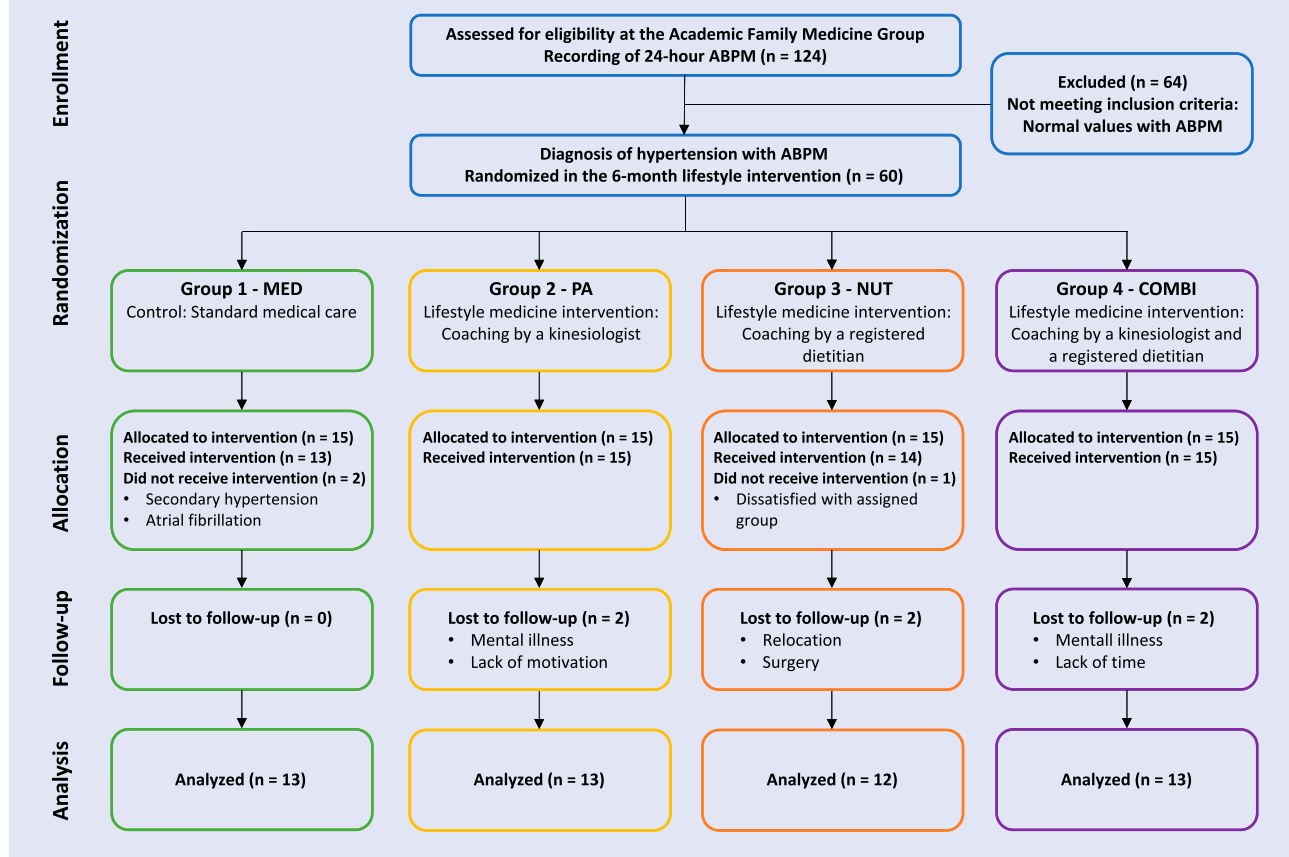 Enrollment
Assessed for eligibility at the Academic Family Medicine Group
Recording of 24-hour ABPM (n = 124)
Excluded (n = 64)
Not meeting inclusion criteria:
Normal values with ABPM
Diagnosis of hypertension with ABPM
Randomized in the 6-month lifestyle intervention (n = 60)
Randomization
Group 1 - MED
Control: Standard medical care
Group 2 - PA
Lifestyle medicine intervention:
Coaching by a kinesiologist
Group 3 - NUT
Lifestyle medicine intervention:
Coaching by a registered
dietitian
Group 4 - COMBI
Lifestyle medicine intervention:
Coaching by a kinesiologist and
a registered dietitian
Allocation
Allocated to intervention (n = 15)
Received intervention (n = 13)
Did not receive intervention (n = 2)
• Secondary hypertension
• Atrial fibrillation
Allocated to intervention (n = 15)
Received intervention (n = 15)
Allocated to intervention (n = 15)
Received intervention (n = 14)
Did not receive intervention (n = 1)
• Dissatisfied with assigned
group
Allocated to intervention (n = 15)
Received intervention (n = 15)
Follow-up
Lost to follow-up (n = 0)
Lost to follow-up (n = 2)
• Mental illness
• Lack of motivation
Lost to follow-up (n = 2)
• Relocation
• Surgery
Lost to follow-up (n = 2)
• Mentall illness
• Lack of time
Analysis
Analyzed (n = 13)
Analyzed (n = 13)
Analyzed (n = 12)
Analyzed (n = 13)